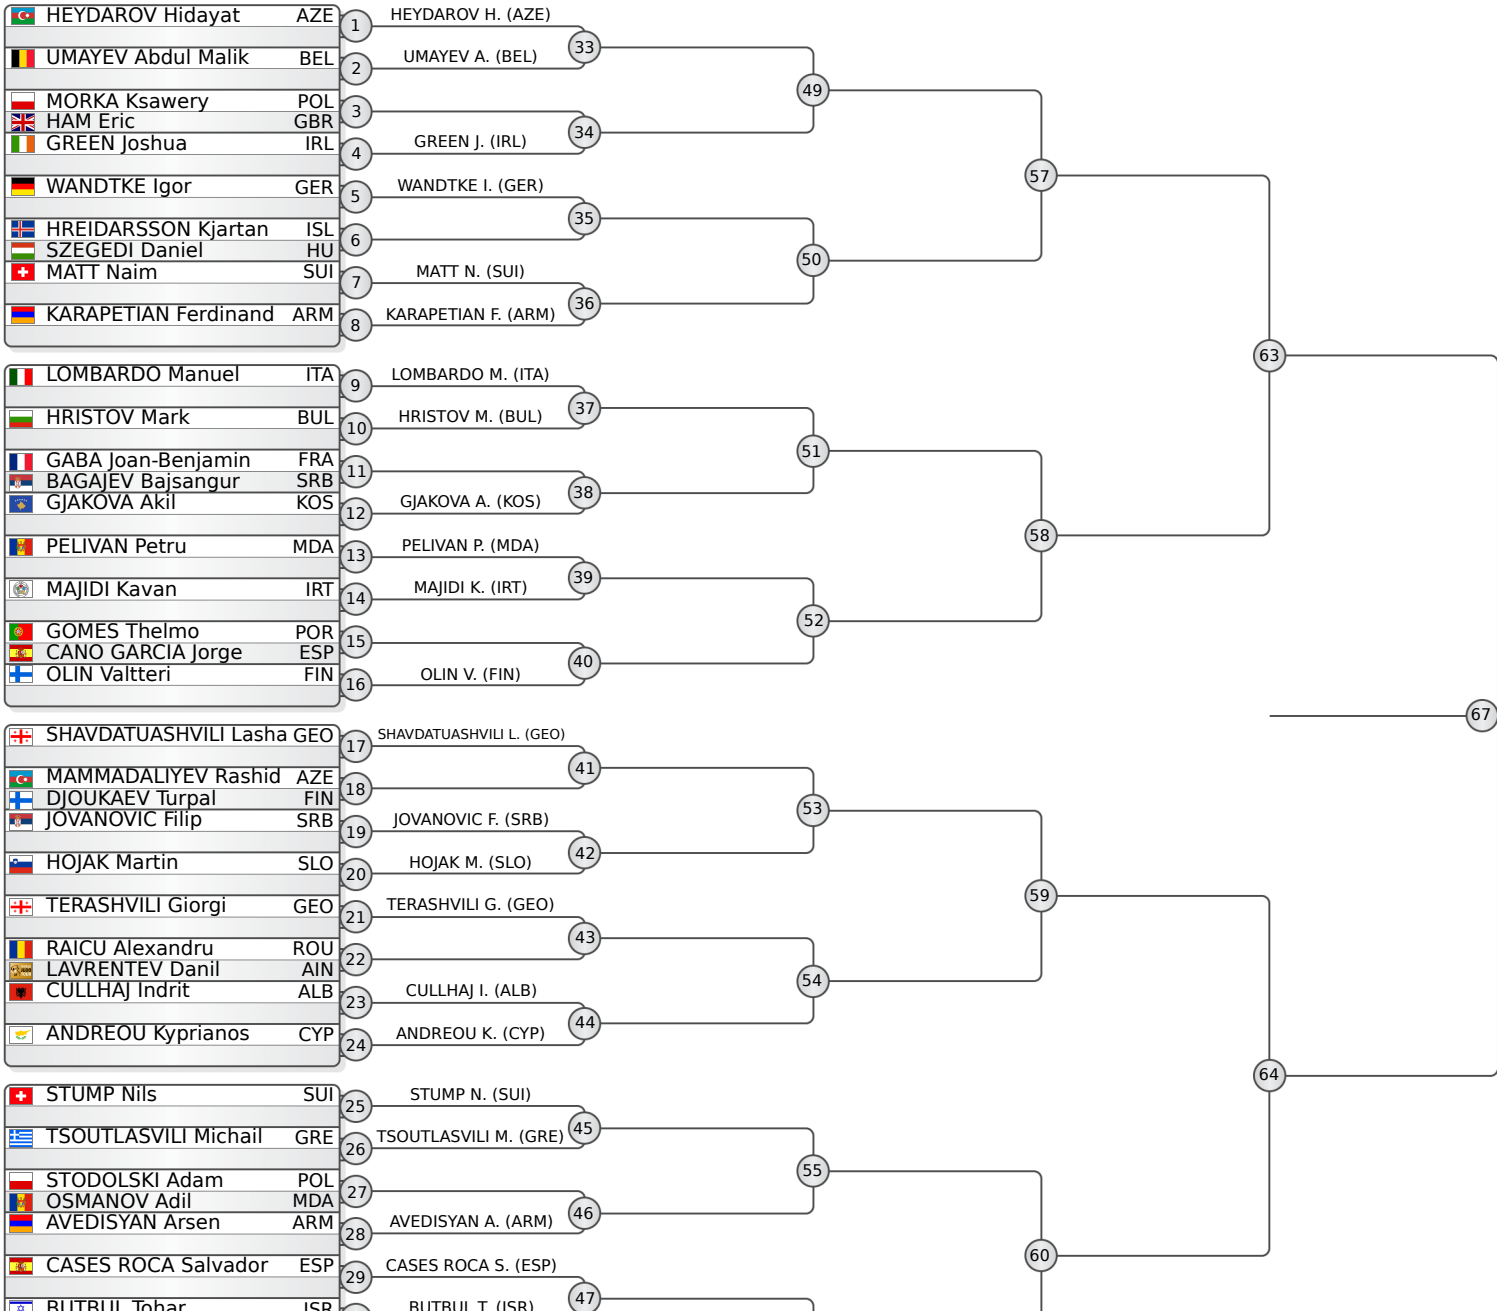 HEYDAROV Hidayat AZE 1 HEYDAROV H. (AZE)
33
UMAYEV Abdul Malik BEL 2 UMAYEV A. (BEL)
49
MORKA Ksawery POL 3
HAM Eric GBR
34
GREEN Joshua IRL 4 GREEN J. (IRL)
57
WANDTKE Igor GER 5 WANDTKE I. (GER)
35
HREIDARSSON Kjartan ISL 6
SZEGEDI Daniel HU
50
MATT Naim SUI 7 MATT N. (SUI)
36
KARAPETIAN Ferdinand ARM 8 KARAPETIAN F. (ARM)
63
LOMBARDO Manuel ITA 9 LOMBARDO M. (ITA)
37
HRISTOV Mark BUL 10 HRISTOV M. (BUL)
51
GABA Joan-Benjamin FRA 11
BAGAJEV Bajsangur SRB
38
GJAKOVA Akil KOS 12 GJAKOVA A. (KOS)
58
PELIVAN Petru MDA 13 PELIVAN P. (MDA)
39
MAJIDI Kavan IRT 14 MAJIDI K. (IRT)
52
GOMES Thelmo POR 15
CANO GARCIA Jorge ESP
40
OLIN Valtteri FIN 16 OLIN V. (FIN)
67
SHAVDATUASHVILI Lasha GEO 17 SHAVDATUASHVILI L. (GEO)
41
MAMMADALIYEV Rashid AZE 18
DJOUKAEV Turpal FIN
53
JOVANOVIC Filip SRB 19 JOVANOVIC F. (SRB)
42
HOJAK Martin SLO 20 HOJAK M. (SLO)
59
TERASHVILI Giorgi GEO 21 TERASHVILI G. (GEO)
43
RAICU Alexandru ROU 22
LAVRENTEV Danil AIN
54
CULLHAJ Indrit ALB 23 CULLHAJ I. (ALB)
44
ANDREOU Kyprianos CYP 24 ANDREOU K. (CYP)
64
STUMP Nils SUI 25 STUMP N. (SUI)
45
TSOUTLASVILI Michail GRE 26 TSOUTLASVILI M. (GRE)
55
STODOLSKI Adam POL 27
OSMANOV Adil MDA
46
AVEDISYAN Arsen ARM 28 AVEDISYAN A. (ARM)
60
CASES ROCA Salvador ESP 29 CASES ROCA S. (ESP)
47
BUTBUL Tohar ISR BUTBUL T. (ISR)